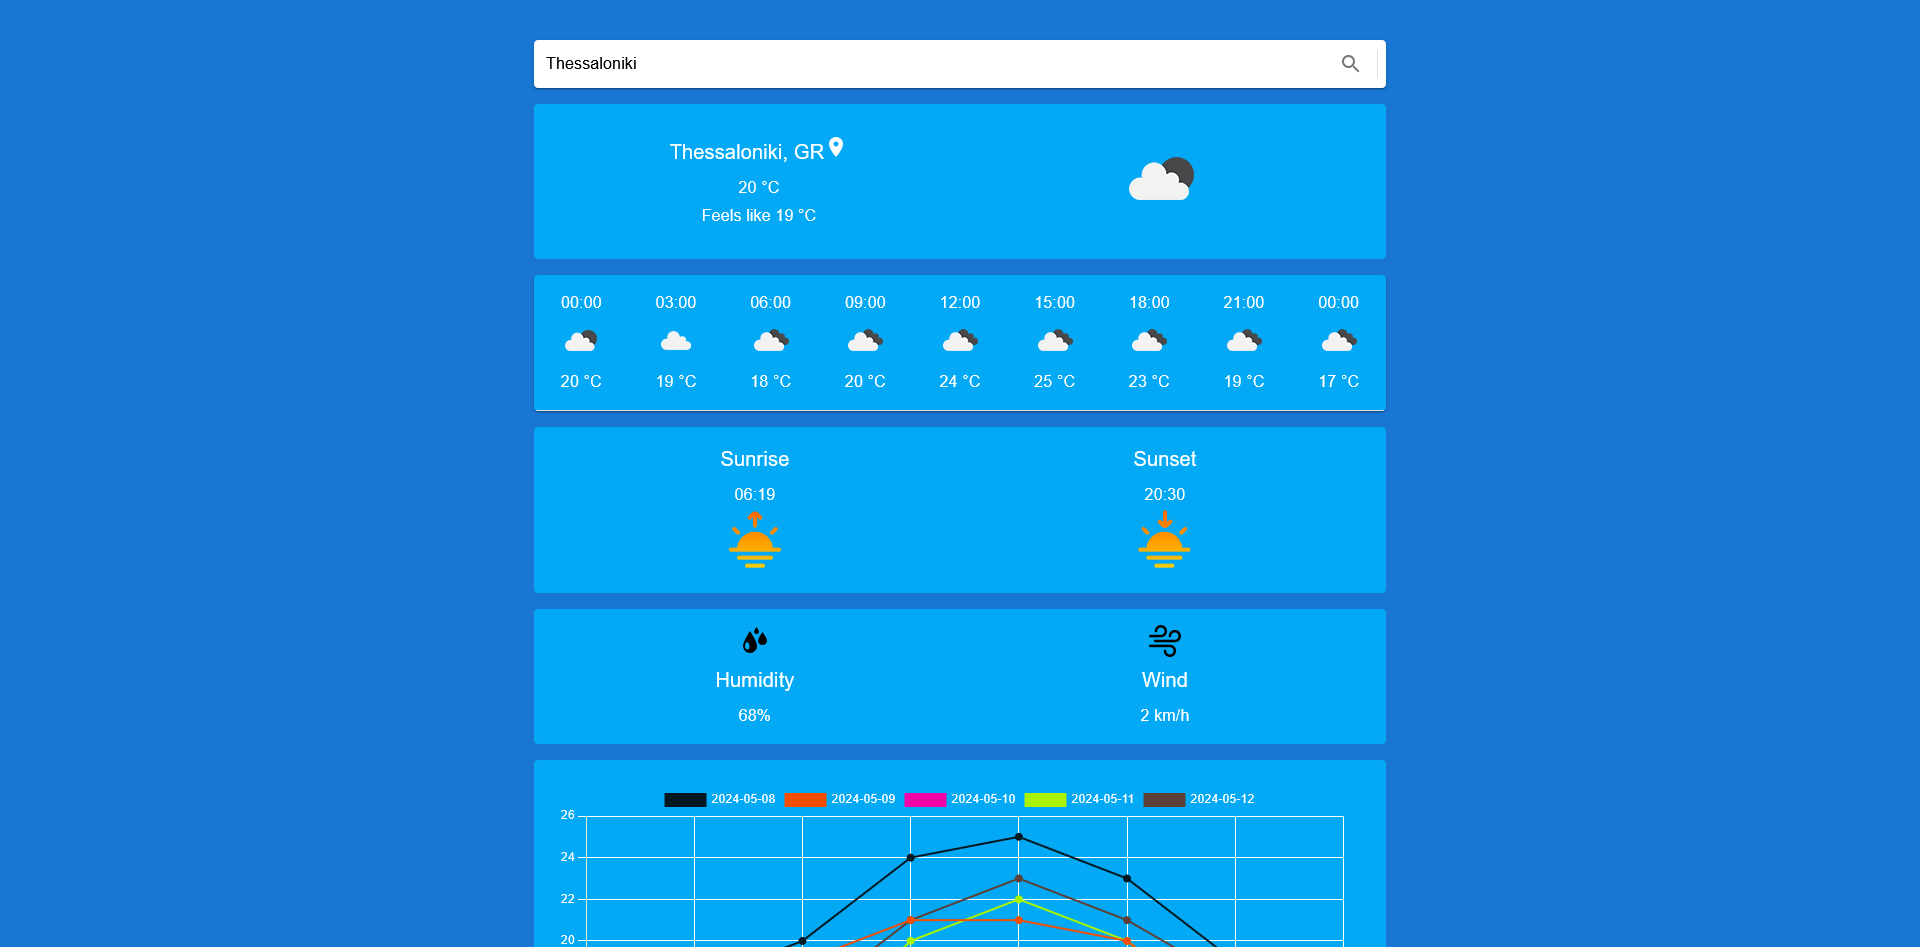 Thessaloniki
Thessaloniki, GR
20 °C
Feels like 19 °C
00:00 03:00 06:00 09:00 12:00 15:00 18:00 21:00 00:00
20 °C 19 °C 18 °C 20 °C 24 °C 25 °C 23 °C 19 °C 17 °C
Sunrise Sunset
06:19 20:30
Humidity Wind
68% 2 km/h
2024-05-08 2024-05-09 2024-05-10 2024-05-11 2024-05-12
26
24
22
20